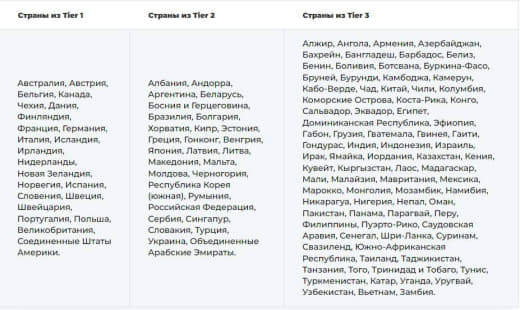 Страны из Tier 1
Страны из Tier 2
Страны из Tier 3
Австралия, Австрия,
Бельгия, Канада,
Чехия, Дания,
Финляндия,
Франция, Германия,
Италия, Исландия,
Ирландия,
Нидерланды,
Новая Зеландия,
Норвегия, Испания,
Словения, Швеция,
Швейцария,
Португалия, Польша,
Великобритания,
Соединенные Штаты
Америки.
Албания, Андорра,
Аргентина, Беларусь,
Босния и Герцеговина,
Бразилия, Болгария,
Хорватия, Кипр, Эстония,
Греция, Гонконг, Венгрия,
Япония, Латвия, Литва,
Македония, Мальта,
Молдова, Черногория,
Республика Корея
(южная), Румыния,
Российская Федерация,
Сербия, Сингапур,
Словакия, Турция,
Украина, Объединенные
Арабские Эмираты.
Алжир, Ангола, Армения, Азербайджан,
Бахрейн, Бангладеш, Барбадос, Белиз,
Бенин, Боливия, Ботсвана, Буркина-Фасо,
Бруней, Бурунди, Камбоджа, Камерун,
Кабо-Верде, Чад, Китай, Чили, Колумбия,
Коморские Острова, Коста-Рика, Конго,
Сальвадор, Эквадор, Египет,
Доминиканская Республика, Эфиопия,
Габон, Грузия, Гватемала, Гвинея, Гаити,
Гондурас, Индия, Индонезия, Израиль,
Ирак, Ямайка, Иордания, Казахстан, Кения,
Кувейт, Кыргызстан, Лаос, Мадагаскар,
Мали, Малайзия, Мавритания, Мексика,
Марокко, Монголия, Мозамбик, Намибия,
Никарагуа, Нигерия, Непал, Оман,
Пакистан, Панама, Парагвай, Перу,
Филиппины, Пуэрто-Рико, Саудовская
Аравия, Сенегал, Шри-Ланка, Суринам,
Свазиленд, Южно-Африканская
Республика, Таиланд, Таджикистан,
Танзания, Того, Тринидад и Тобаго, Тунис,
Туркменистан, Катар, Уганда, Уругвай,
Узбекистан, Вьетнам, Замбия.